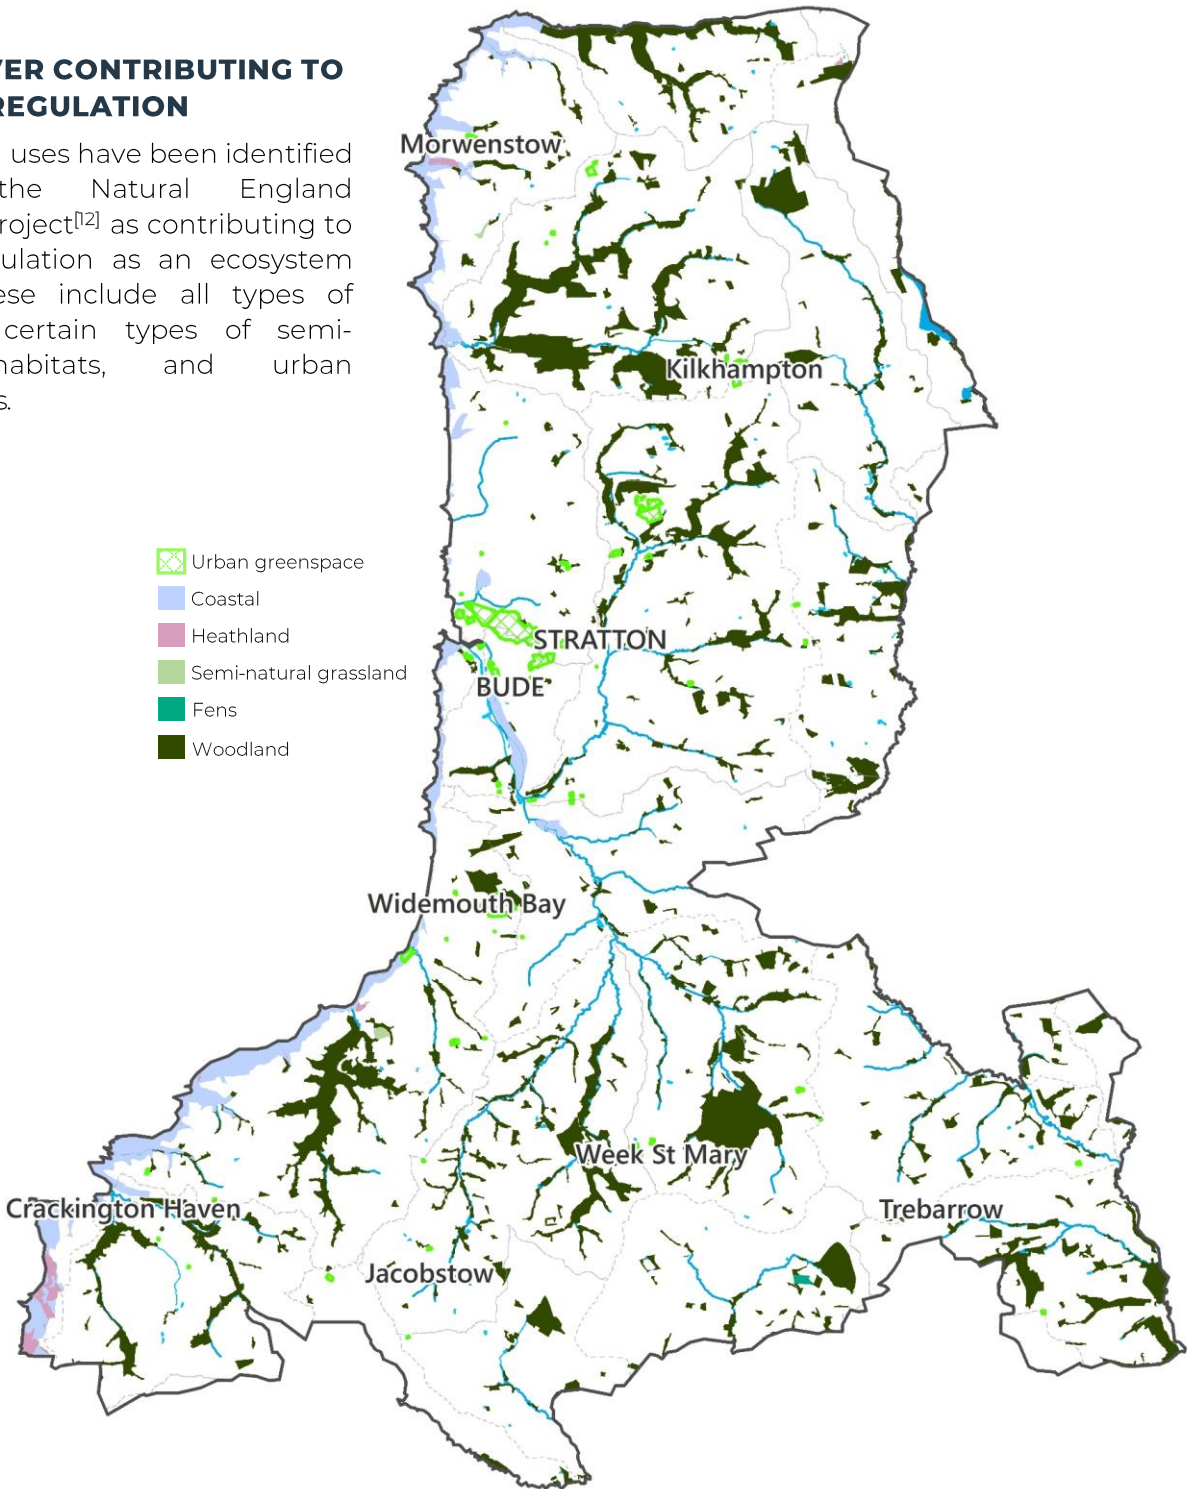 VER CONTRIBUTING TO
REGULATION
uses have been identified
the Natural England
roject[12] as contributing to
ulation as an ecosystem
ese include all types of
certain types of semi-
habitats, and urban
s.
Urban greenspace
Coastal
Heathland
Semi-natural grassland
Fens
Woodland
Morwenstow
Kilkhampton
STRATTON
BUDE
Widemouth Bay
Week St Mary
Crackington Haven
Trebarrow
Jacobstow